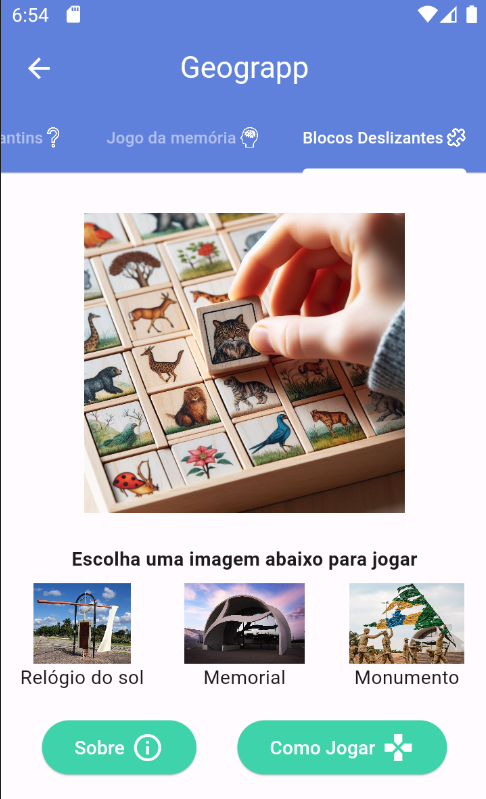 6:54
Geograpp
antins
Jogo da memória
Blocos Deslizantes
Escolha uma imagem abaixo para jogar
Relógio do sol
Memorial
Monumento
Sobre
Como Jogar